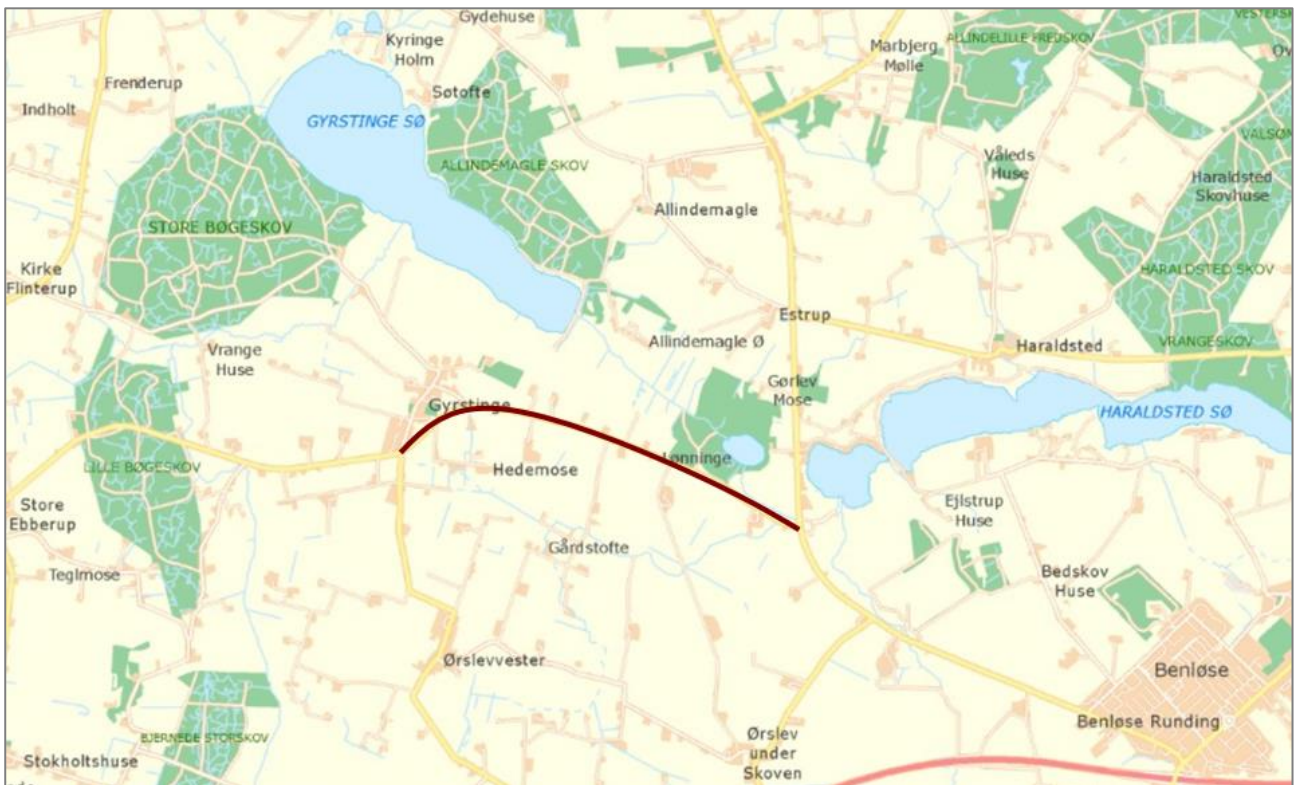 Gydehuse
VESTERSK
Kyringe
Holm
Marbjerg
Mølle
ALLINDELILLE FREDSKOV
Frenderup
Søtofte
Indholt
GYRSTINGE SØ
VALSØM
ALLINDEMAGLE SKOV
Våleds
Huse
Haraldsted
Skovhuse
Allindemagle
STORE BØGESKOV
Kirke
Flinterup
HARALDSTED SKOV
Estrup
Vrange
Huse
Allindemagle Ø
Haraldsted
VRANGESKOV
Gørlev
Mose
Gyrstinge
HARALDSTED SØ
Lønninge
LILLE BØGESKOV
Hedemose
Store
Ebberup
Ejlstrup
Huse
Gårdstofte
Teglmose
Bedskov
Huse
Ørslevvester
Benløse
Benløse Runding
BJERNEDE STORSKOV
Ørslev
under
Skoven
Stokholtshuse